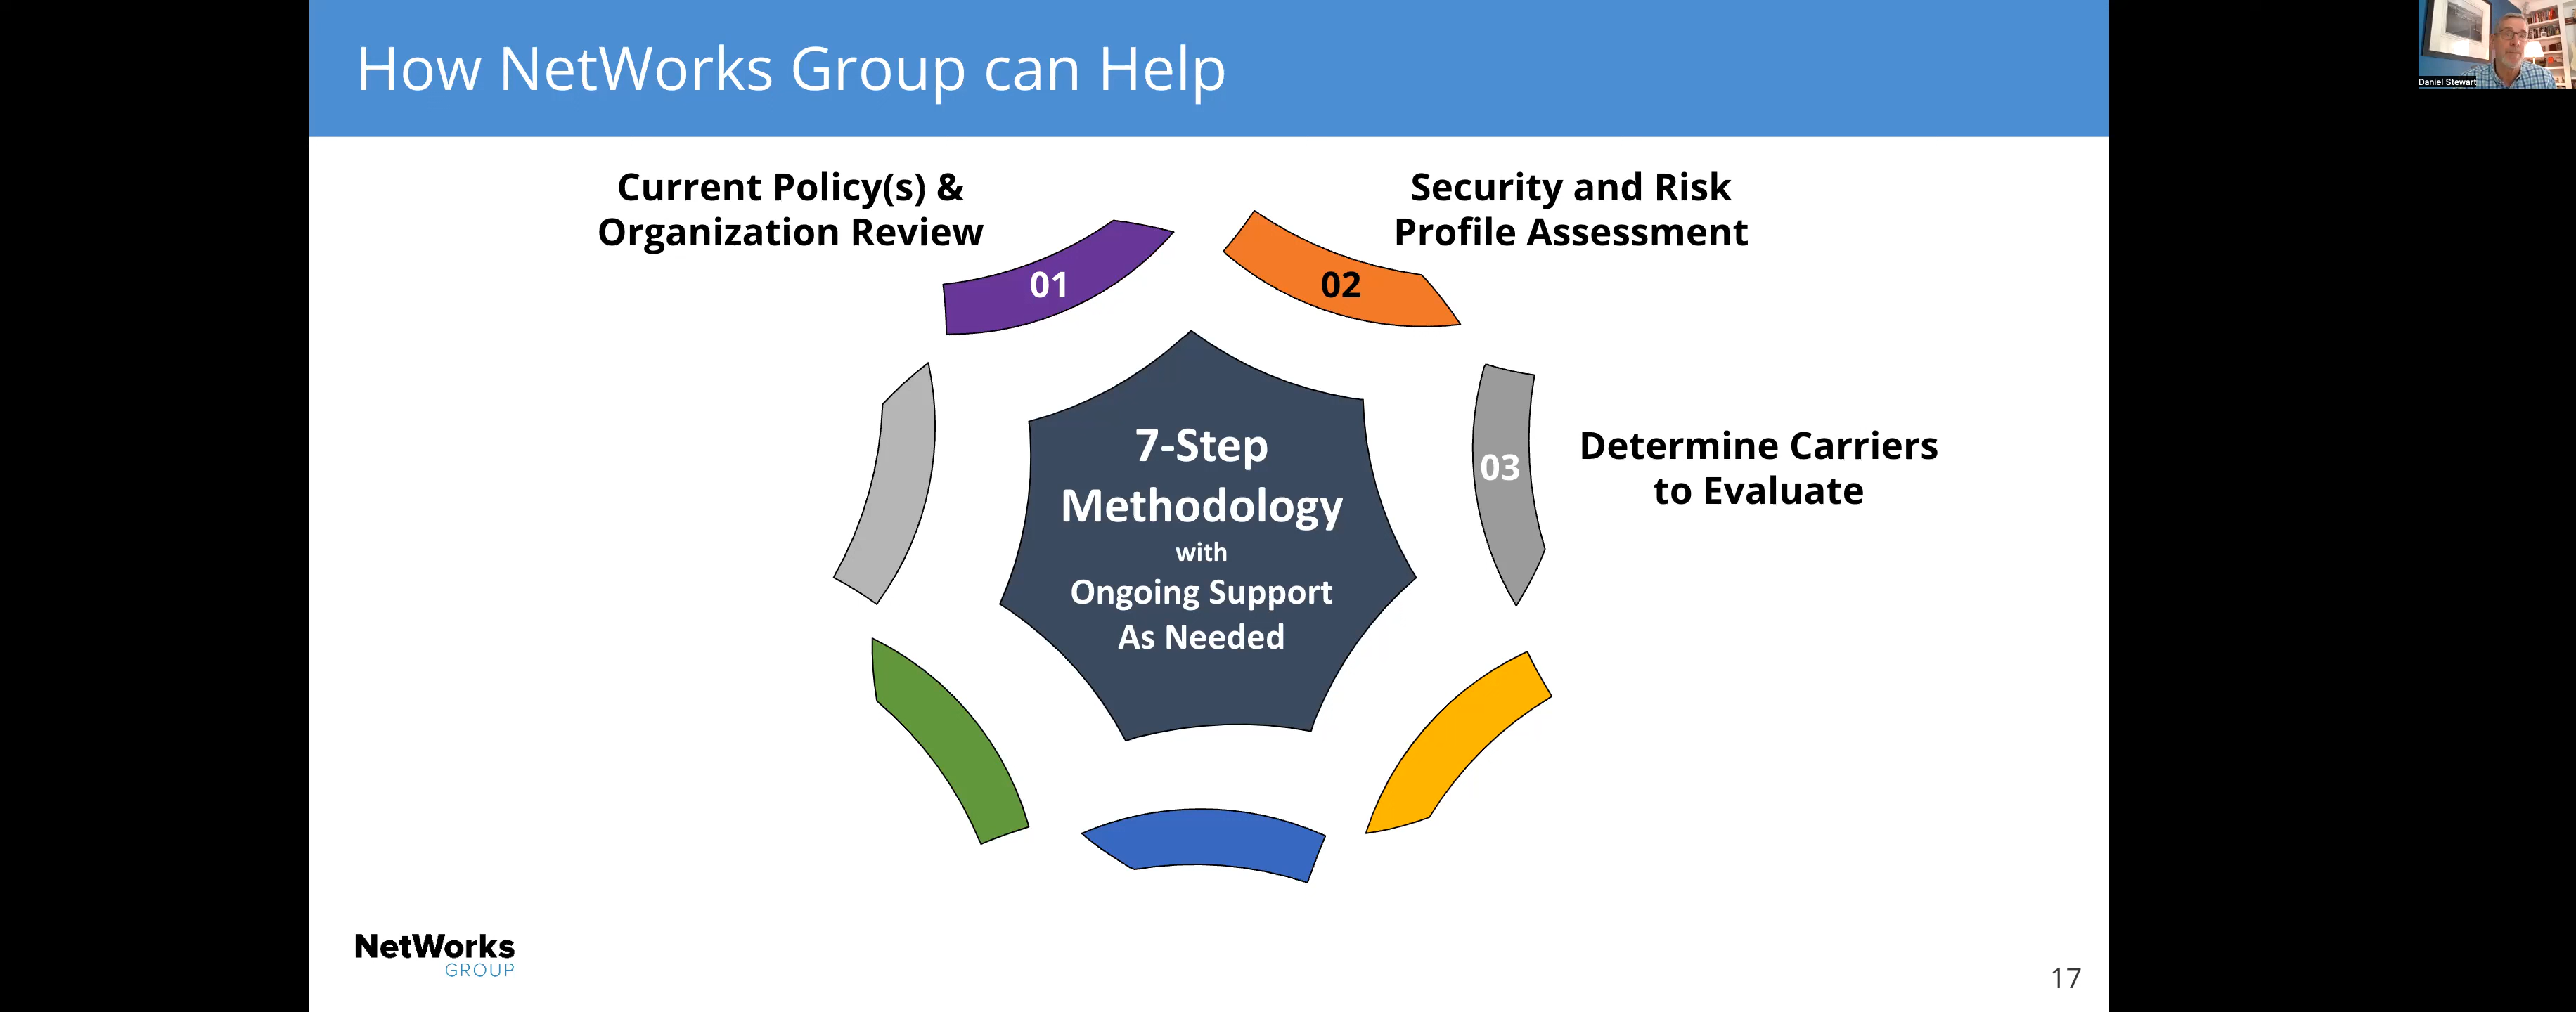 How NetWorks Group can Help
Daniel Stewart
Current Policy(s) &
Organization Review
Security and Risk
Profile Assessment
01
02
03
Determine Carriers
to Evaluate
7-Step
Methodology
with
Ongoing Support
As Needed
NetWorks
GROUP
17